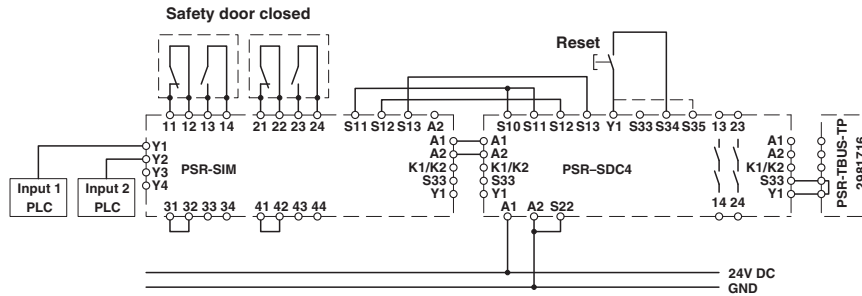 Safety door closed
Reset
11 12 13 14 21 22 23 24 S11 S12 S13 A2 S10 S11 S12 S13 Y1 S33 S34 S35 13 23
Y1 A1 A1 A1
Y2 A2 A2 A2
Y3 PSR-SIM K1/K2 K1/K2 PSR–SDC4 K1/K2
Y4 S33 S33 S33
Y1 Y1 Y1
Input 1 PLC
Input 2 PLC
PSR-TBUS-TP
2981716
31 32 33 34 41 42 43 44 A1 A2 S22 14 24
24V DC
GND